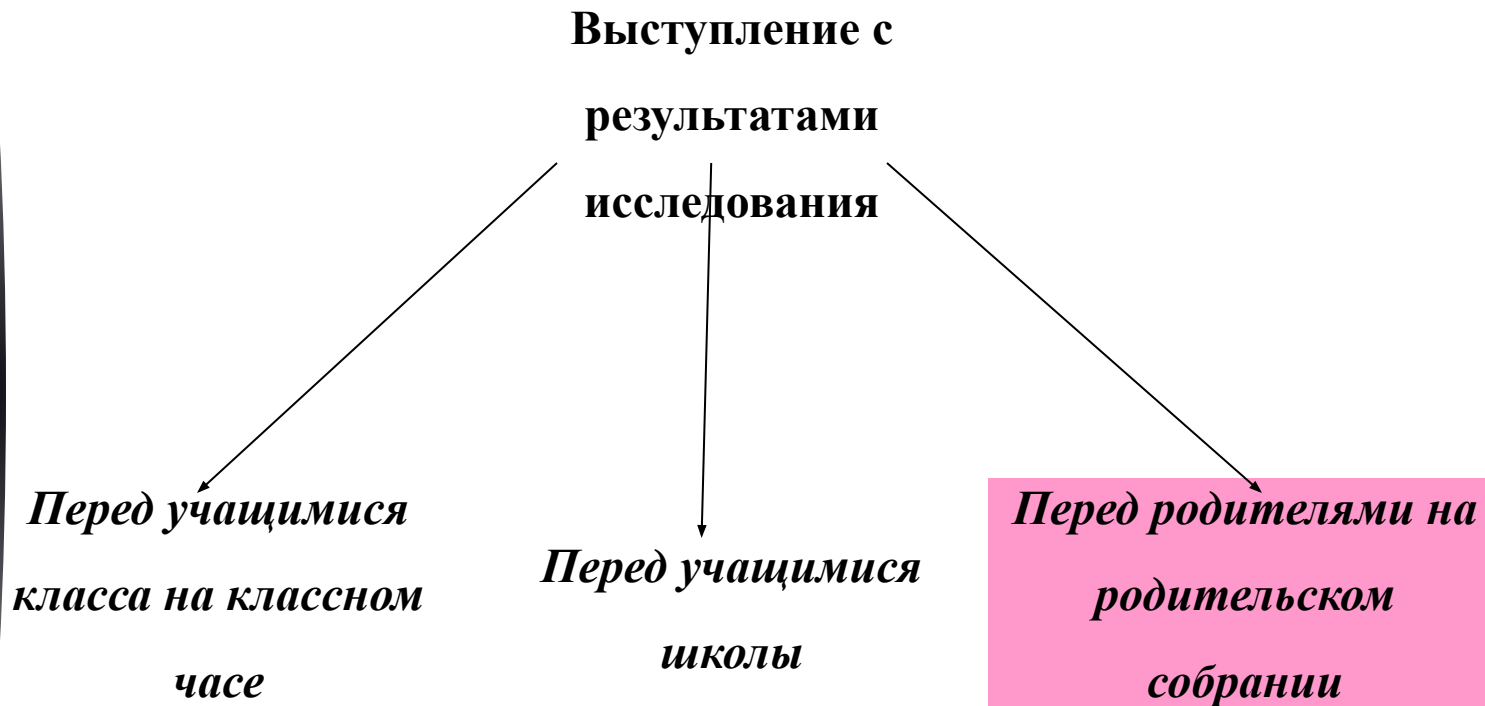 Выступление с
результатами
исследования
Перед учащимися
класса на классном
часе
Перед учащимися
школы
Перед родителями на
родительском
собрании